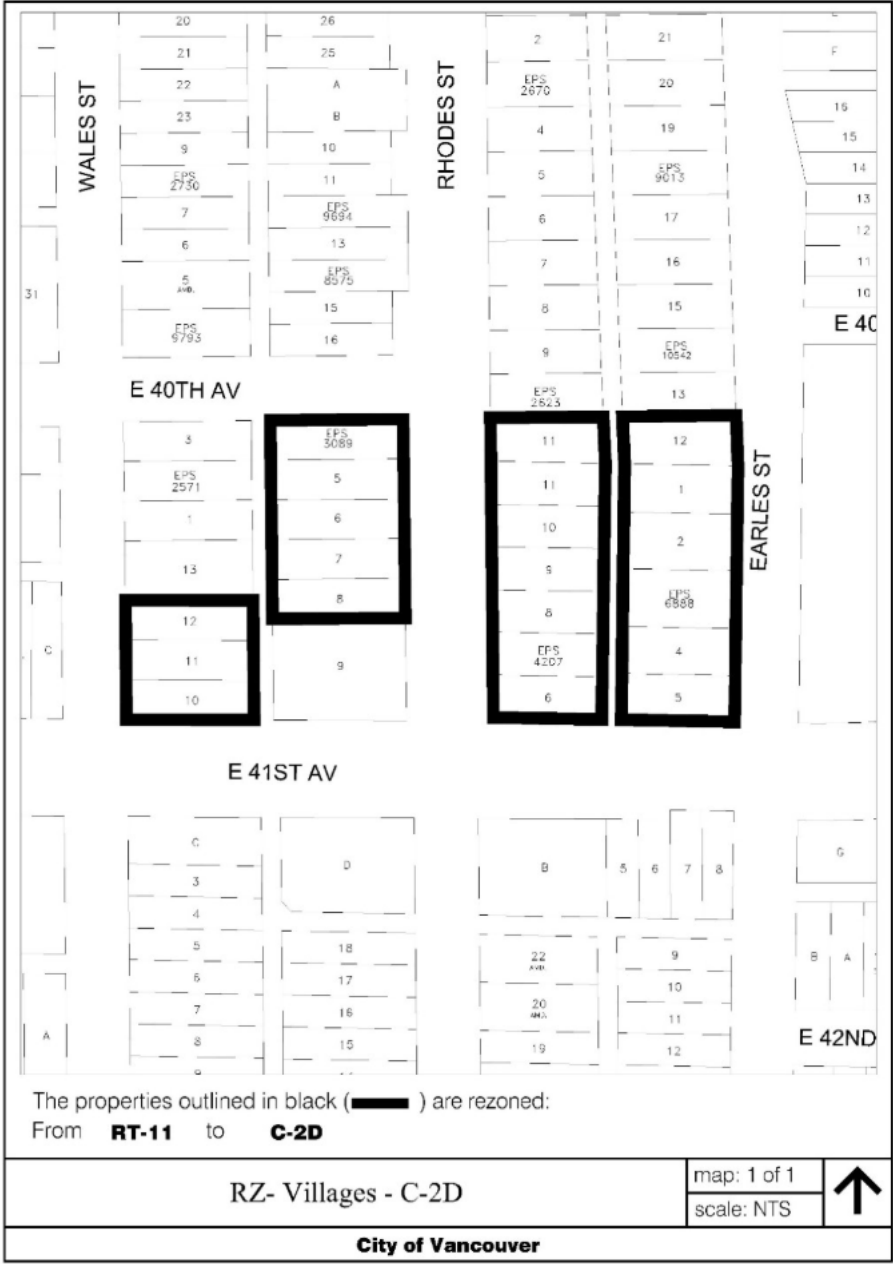 20
21
22
23
9
EPS
2730
7
6
5
AMD.
EPS
9793
26
25
A
B
10
11
EPS
9694
13
EPS
8575
15
16
2
EPS
2670
4
5
6
7
8
9
EPS
2623
21
20
19
EPS
9013
17
16
15
EPS
10542
13
F
16
15
14
13
12
11
10
31
WALES ST
RHODES ST
E 40
E 40TH AV
3
EPS
2571
1
13
12
11
10
EPS
3089
5
6
7
8
9
11
11
10
9
8
EPS
4207
6
12
1
2
EPS
6888
4
5
EARLES ST
C
E 41ST AV
C
3
4
5
6
7
8
9
D
18
17
16
15
B
5
6
7
8
22
AMD.
20
AMD.
19
9
10
11
12
G
B
A
A
E 42ND
The properties outlined in black ( ) are rezoned:
From RT-11 to C-2D
RZ- Villages - C-2D
map: 1 of 1
scale: NTS
City of Vancouver